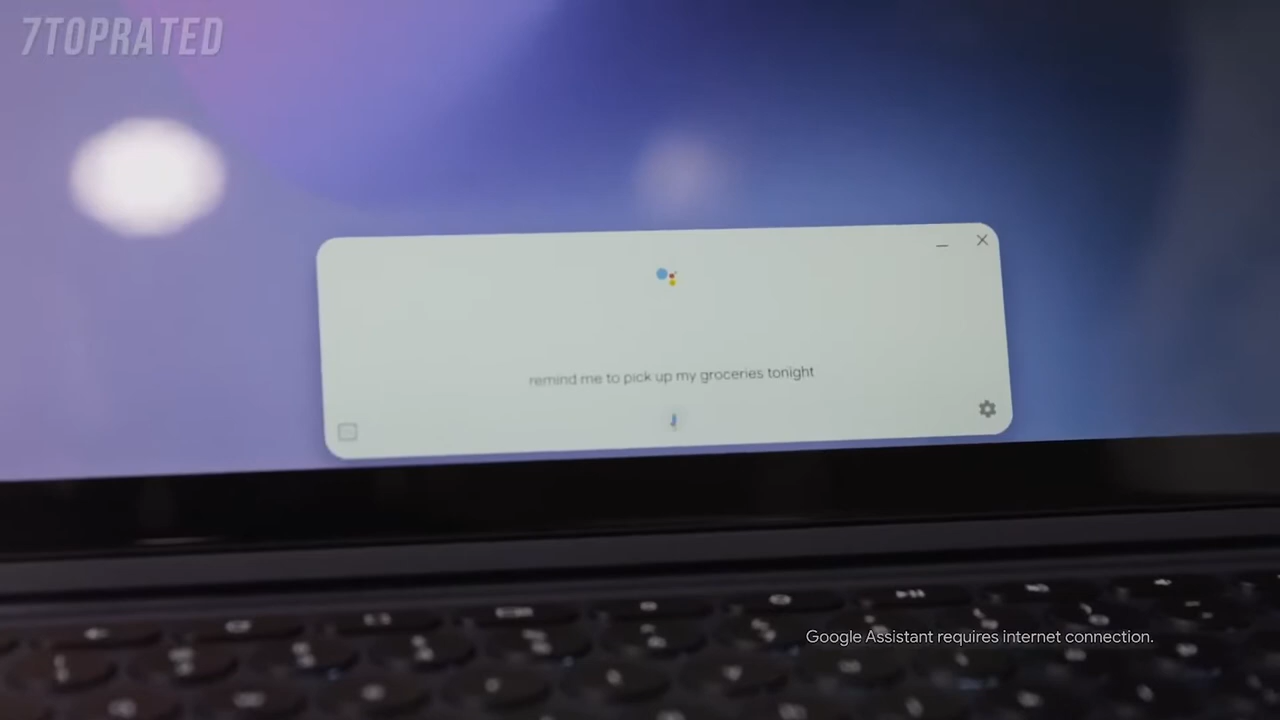 7TOPRATED
remind me to pick up my groceries tonight
Google Assistant requires internet connection.